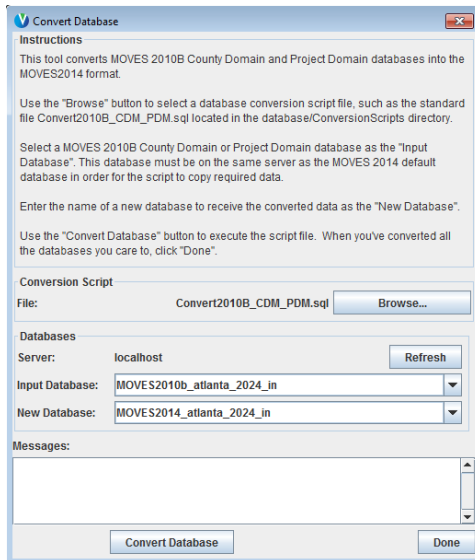 Convert Database
Instructions
This tool converts MOVES 2010B County Domain and Project Domain databases into the
MOVES2014 format.
Use the "Browse" button to select a database conversion script file, such as the standard
file Convert2010B_CDM_PDM.sql located in the database/ConversionScripts directory.
Select a MOVES 2010B County Domain or Project Domain database as the "Input
Database". This database must be on the same server as the MOVES 2014 default
database in order for the script to copy required data.
Enter the name of a new database to receive the converted data as the "New Database".
Use the "Convert Database" button to execute the script file. When you've converted all
the databases you care to, click "Done".
Conversion Script
File: Convert2010B_CDM_PDM.sql Browse...
Databases
Server: localhost Refresh
Input Database: MOVES2010b_atlanta_2024_in
New Database: MOVES2014_atlanta_2024_in
Messages:
Convert Database Done